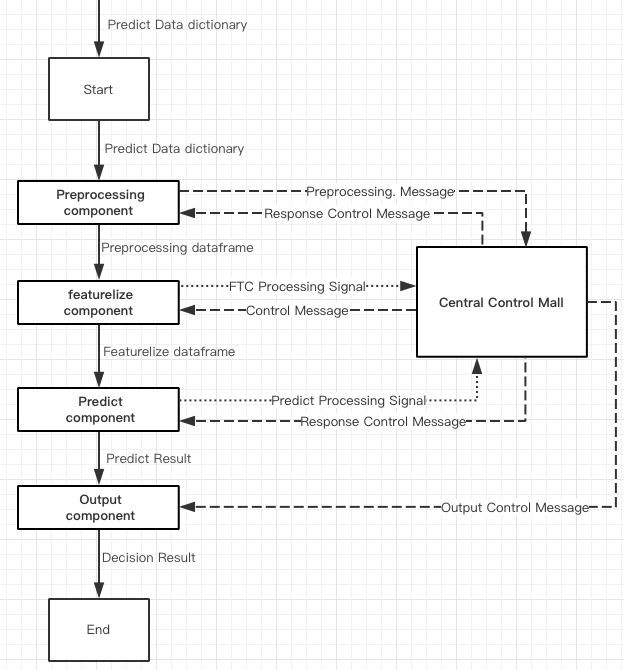 Predict Data dictionary
Start
Predict Data dictionary
Preprocessing
component
Preprocessing. Message
Response Control Message
Preprocessing dataframe
featurelize
component
FTC Processing Signal
Control Message
Central Control Mall
Featurelize dataframe
Predict
component
Predict Processing Signal
Response Control Message
Predict Result
Output
component
Output Control Message
Decision Result
End